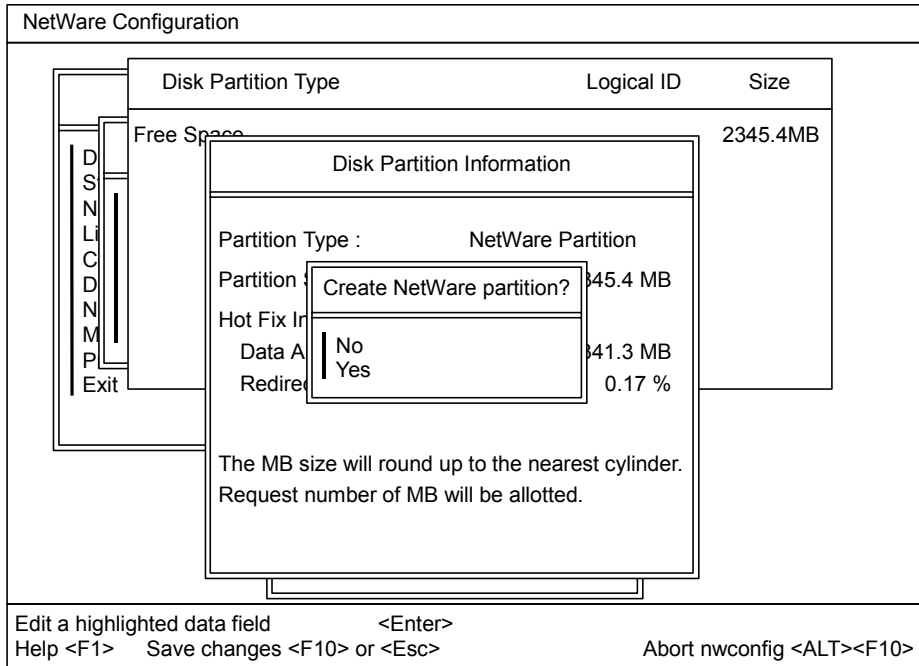 NetWare Configuration
Disk Partition Type Logical ID Size
Free Space 2345.4MB
Disk Partition Information
Partition Type : NetWare Partition
Partition 345.4 MB
Create NetWare partition?
Hot Fix
Data 341.3 MB
No
Yes
0.17 %
Exit
The MB size will round up to the nearest cylinder.
Request number of MB will be allotted.
Edit a highlighted data field <Enter>
Help <F1> Save changes <F10> or <Esc> Abort nwconfig <ALT><F10>